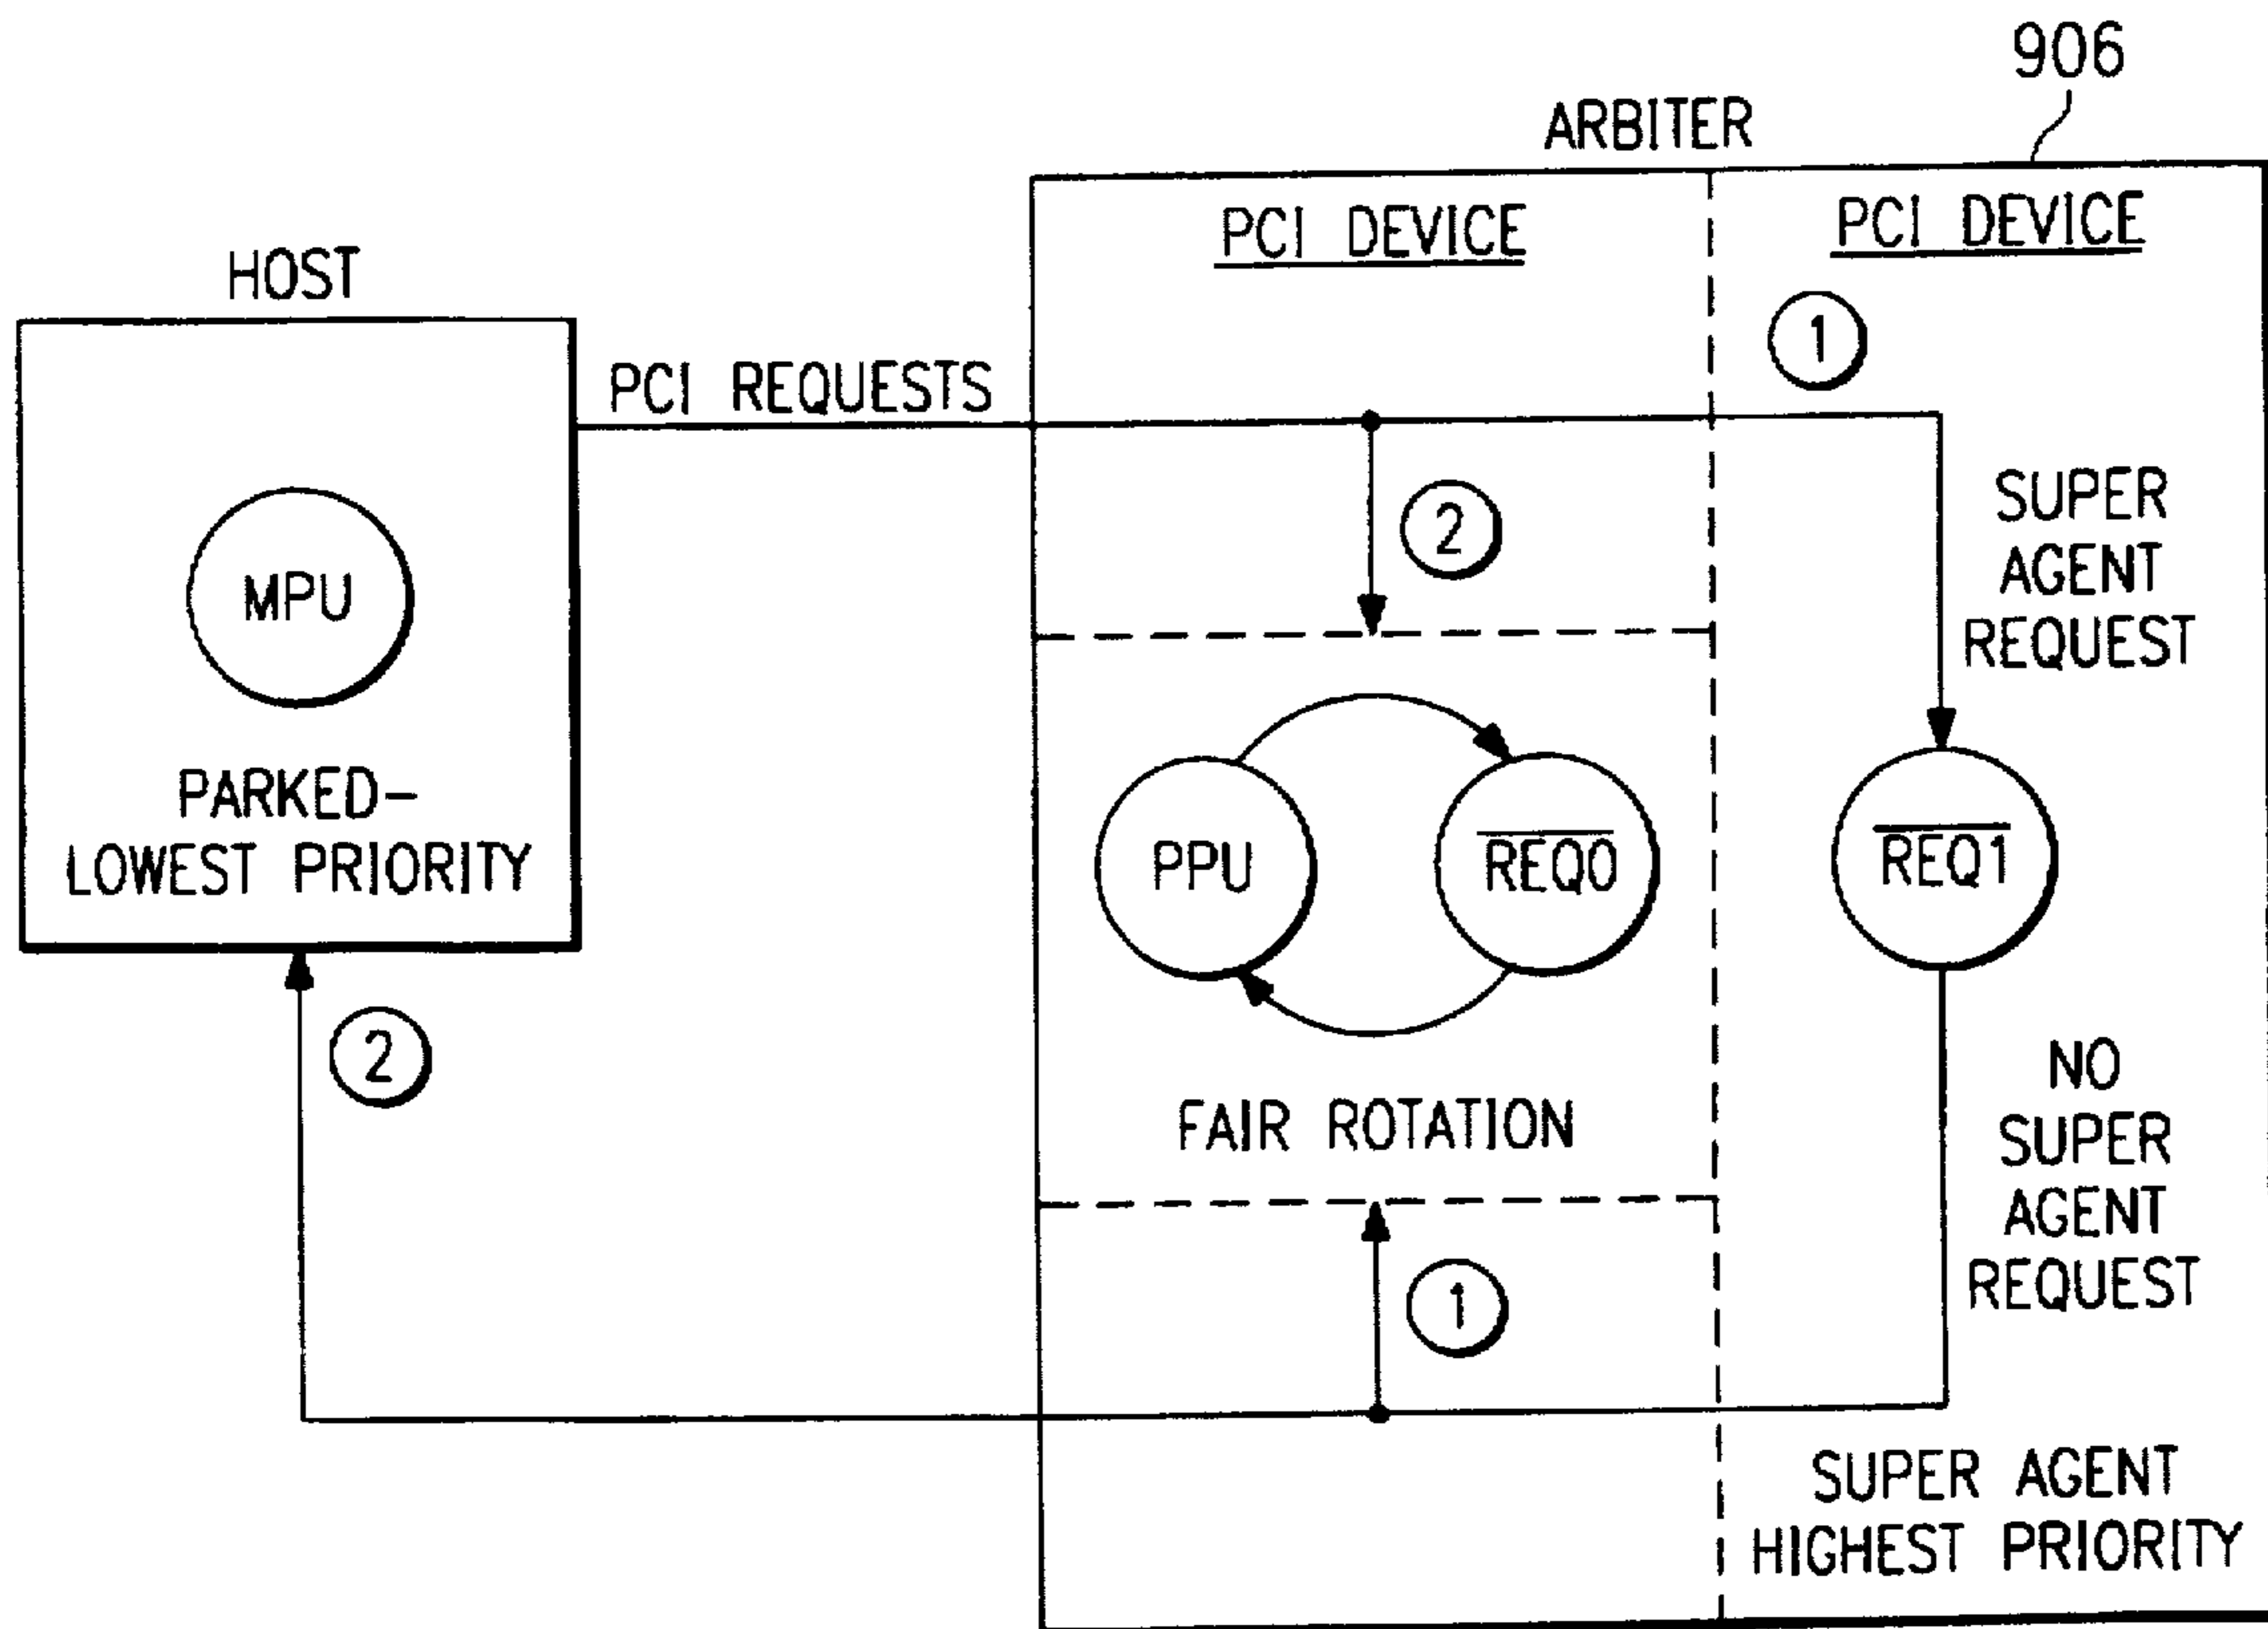 906
ARBITER
PCI DEVICE
PCI DEVICE
HOST
1
PCI REQUESTS
2
SUPER
AGENT
REQUEST
MPU
PARKED-
LOWEST PRIORITY
PPU
REQ0
REQ1
2
FAIR ROTATION
NO
SUPER
AGENT
REQUEST
1
SUPER AGENT
HIGHEST PRIORITY